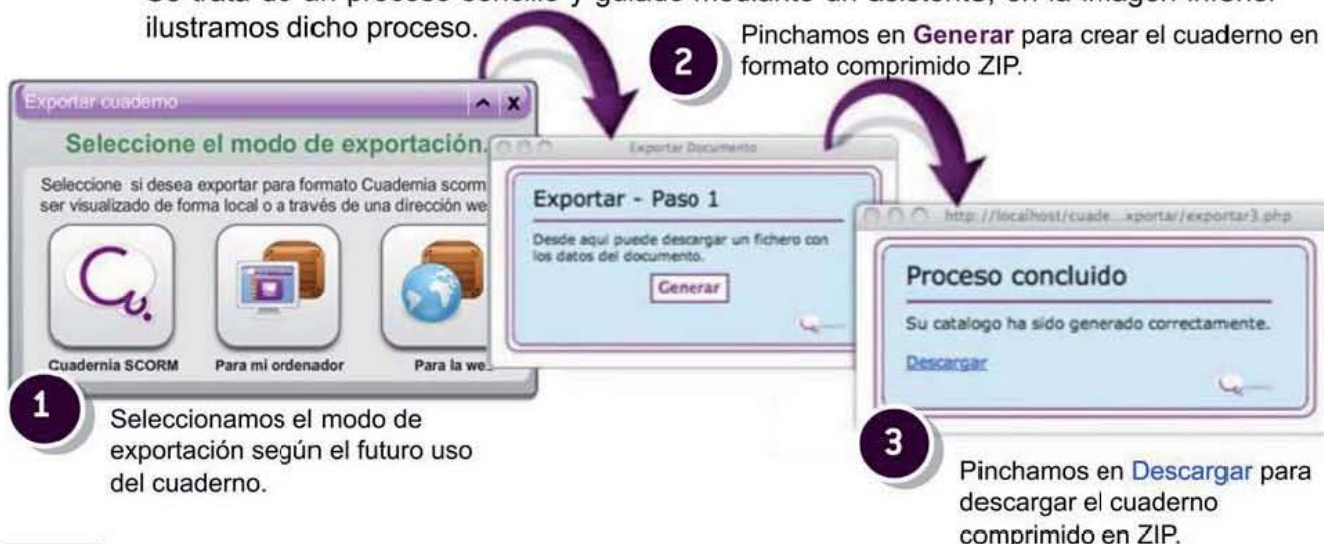 ilustramos dicho proceso.
2
Pinchamos en Generar para crear el cuaderno en
formato comprimido ZIP.
Exportar cuaderno
Seleccione el modo de exportación.
Seleccione si desea exportar para formato Cuadernia scorm
ser visualizado de forma local o a través de una dirección we
Cuadernia SCORM
Para mi ordenador
Para la we
1
Seleccionamos el modo de
exportación según el futuro uso
del cuaderno.
Exportar Documento
Exportar - Paso 1
Desde aqui puede descargar un fichero con
los datos del documento.
Generar
http://localhost/cuade...xportar/exportar3.php
Proceso concluido
Su catalogo ha sido generado correctamente.
Descargar
3
Pinchamos en Descargar para
descargar el cuaderno
comprimido en ZIP.